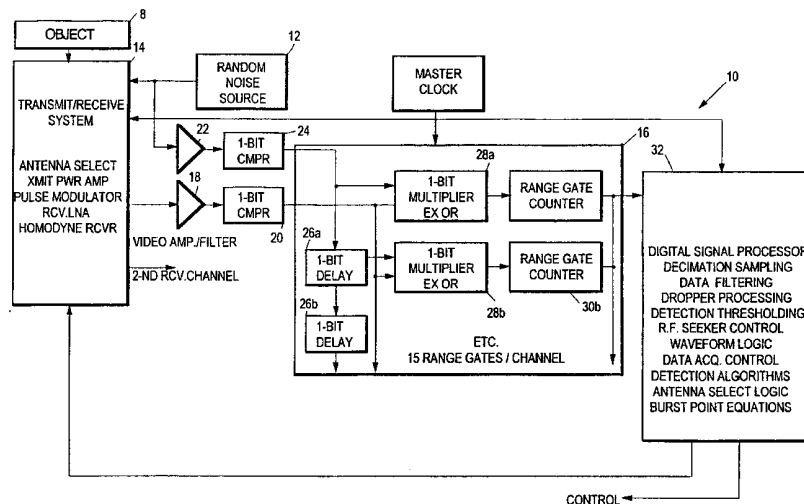 8
OBJECT
14
12
RANDOM
NOISE
SOURCE
MASTER
CLOCK
10
TRANSMIT/RECEIVE
SYSTEM
ANTENNA SELECT
XMIT PWR AMP
PULSE MODULATOR
RCV.LNA
HOMODYNE RCVR
22
24
1-BIT
CMPR
18
1-BIT
CMPR
20
VIDEO AMP./FILTER
2-ND RCV.CHANNEL
16
28a
1-BIT
MULTIPLIER
EX OR
RANGE GATE
COUNTER
26a
1-BIT
DELAY
1-BIT
MULTIPLIER
EX OR
28b
RANGE GATE
COUNTER
30b
26b
1-BIT
DELAY
ETC.
15 RANGE GATES / CHANNEL
32
DIGITAL SIGNAL PROCESSOR
DECIMATION SAMPLING
DATA FILTERING
DROPPER PROCESSING
DETECTION THRESHOLDING
R.F. SEEKER CONTROL
WAVEFORM LOGIC
DATA ACQ. CONTROL
DETECTION ALGORITHMS
ANTENNA SELECT LOGIC
BURST POINT EQUATIONS
CONTROL